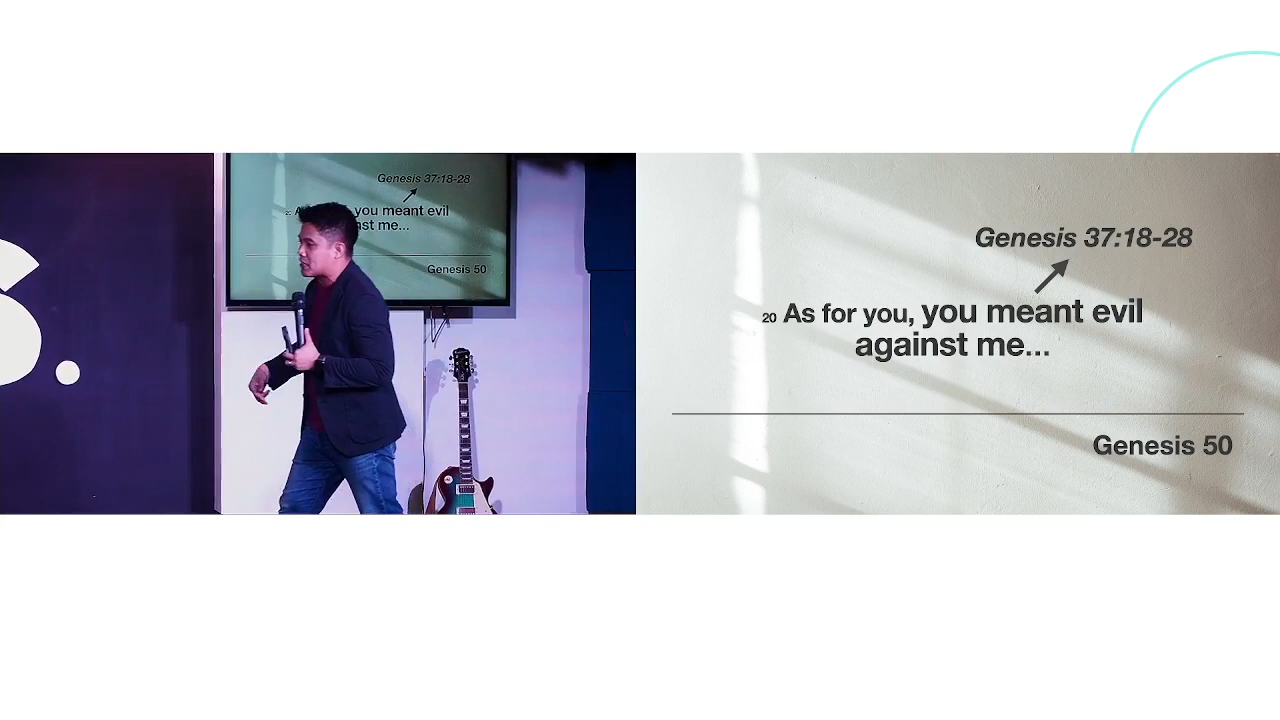 S.
Genesis 37:18-28
you meant evil
me...
Genesis 50
Genesis 37:18-28
20 As for you, you meant evil
against me...
Genesis 50